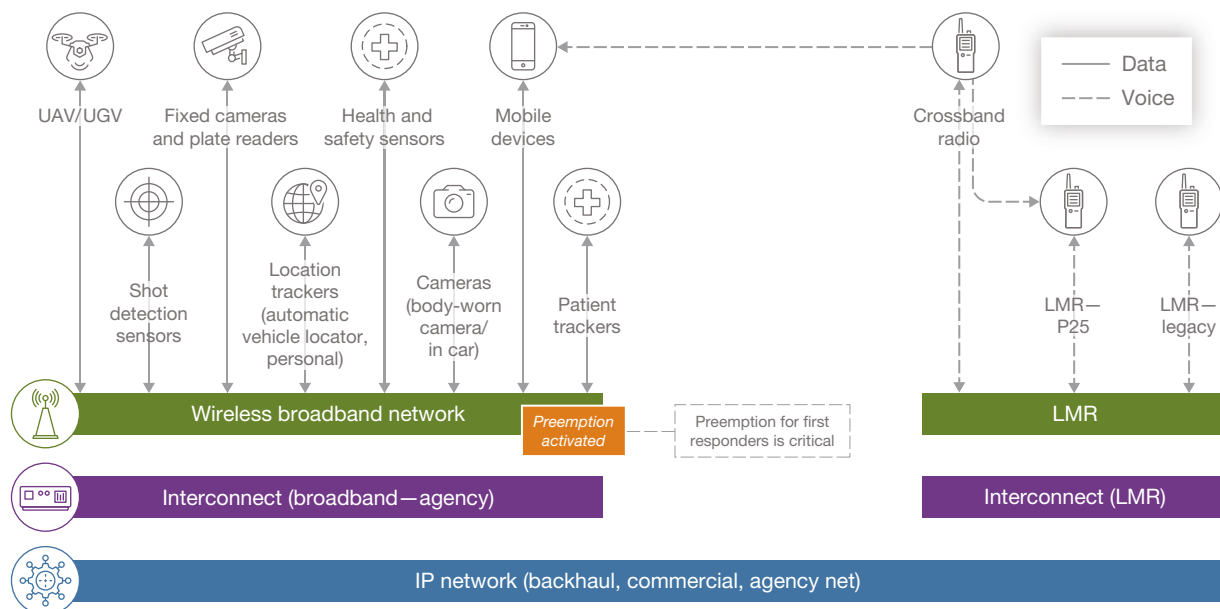 Data
Voice
UAV/UGV
Fixed cameras
and plate readers
Health and
safety sensors
Mobile
devices
Crossband
radio
Shot
detection
sensors
Location
trackers
(automatic
vehicle locator,
personal)
Cameras
(body-worn
camera/
in car)
Patient
trackers
LMR—
P25
LMR—
legacy
Wireless broadband network
Preemption
activated
Preemption for first
responders is critical
LMR
Interconnect (broadband—agency)
Interconnect (LMR)
IP network (backhaul, commercial, agency net)